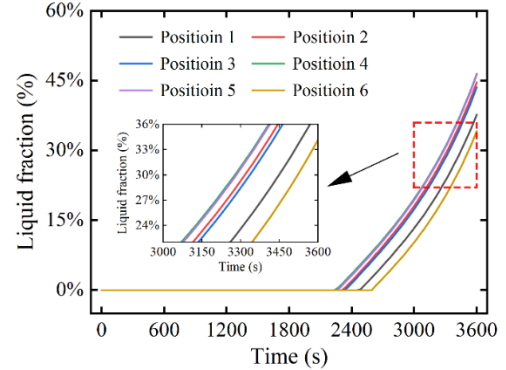 60%
45%
30%
15%
0%
Liquid fraction (%)
Positioin 1
Positioin 2
Positioin 3
Positioin 4
Positioin 5
Positioin 6
36%
33%
30%
27%
24%
Liquid fraction (%)
3000 3150 3300 3450 3600
Time (s)
0 600 1200 1800 2400 3000 3600
Time (s)